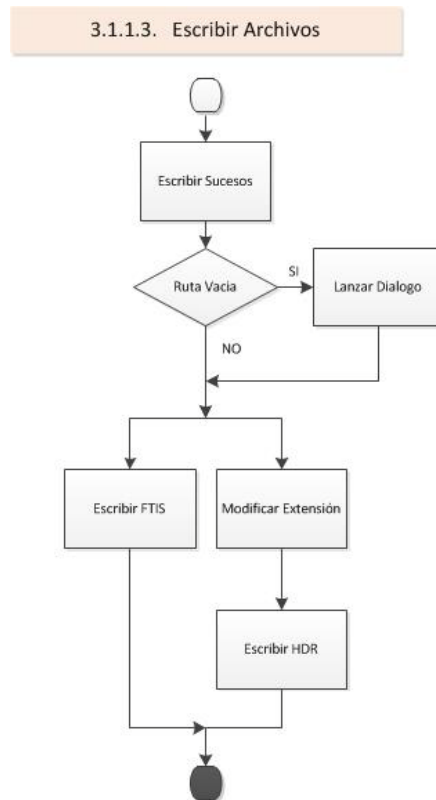 3.1.1.3. Escribir Archivos
Escribir Sucesos
Ruta Vacia
SI
Lanzar Dialogo
NO
Escribir FTIS
Modificar Extensión
Escribir HDR